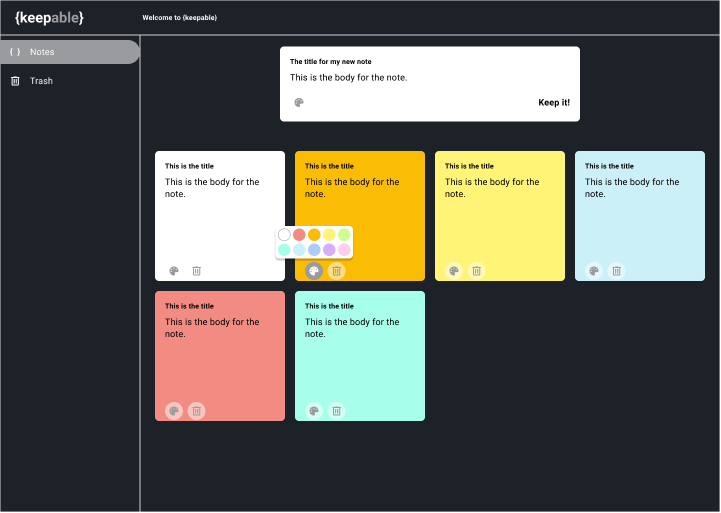 {keepable}
Welcome to {keepable}
{ } Notes
Trash
The title for my new note
This is the body for the note.
Keep it!
This is the title
This is the body for the
note.
This is the title
This is the body for the
note.
This is the title
This is the body for the
note.
This is the title
This is the body for the
note.
This is the title
This is the body for the
note.
This is the title
This is the body for the
note.